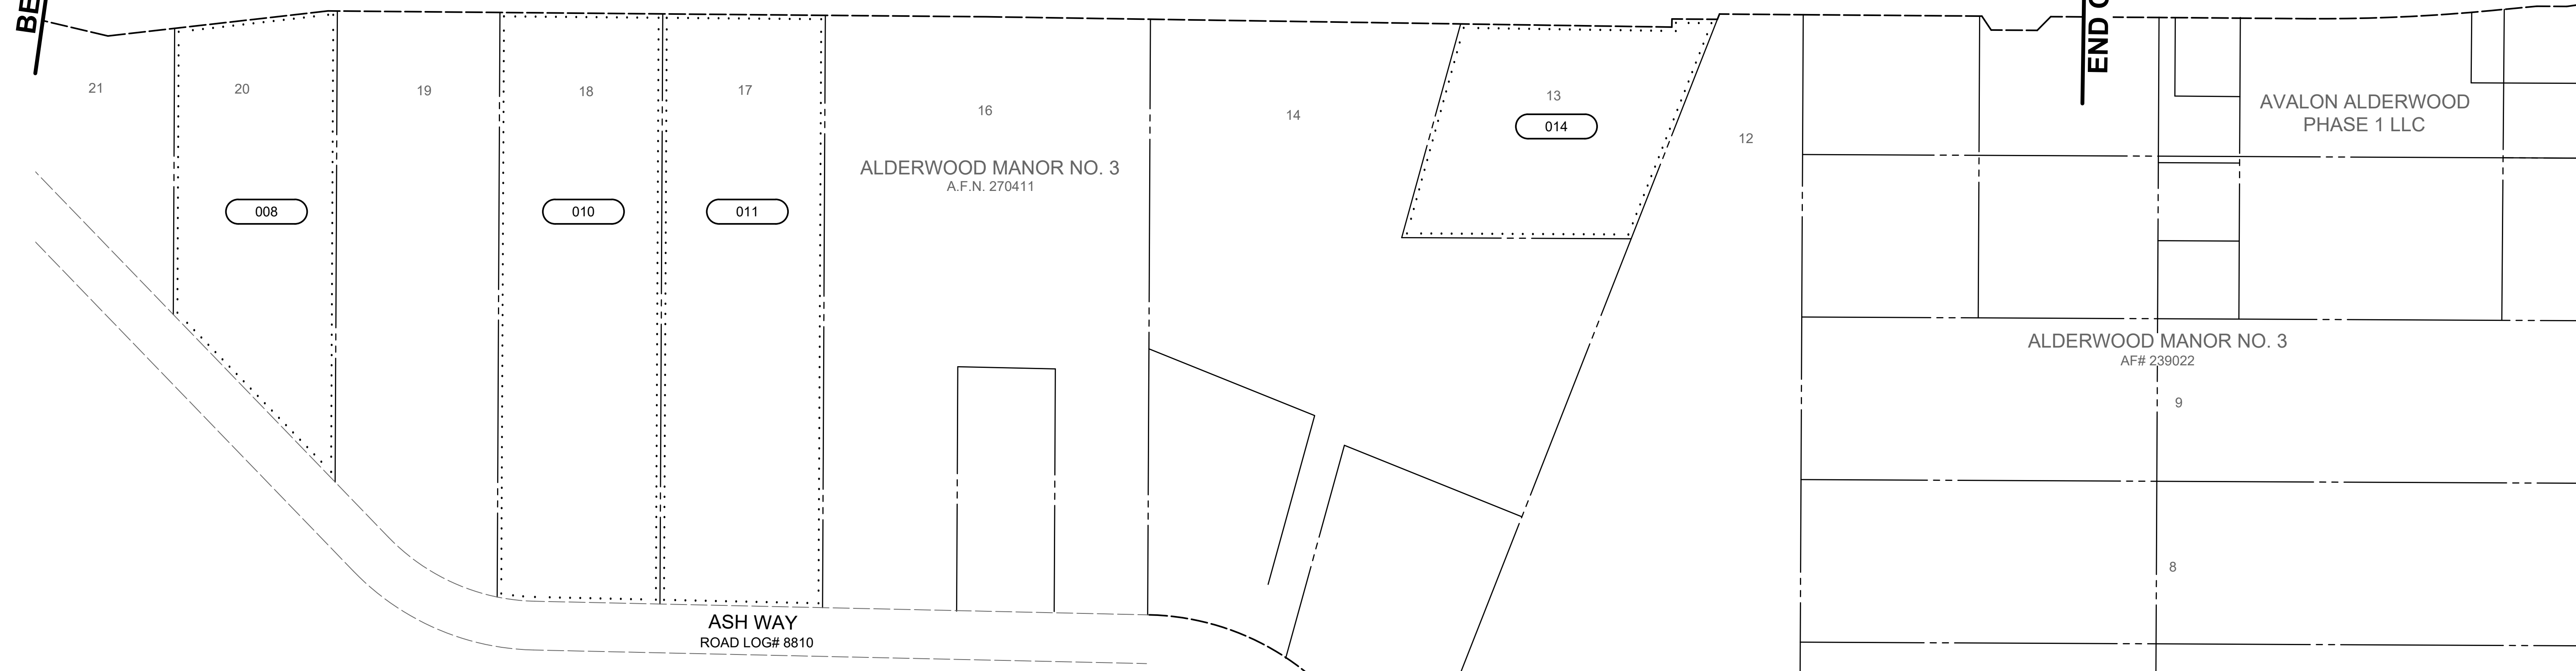 BE
END O
21
20
19
18
17
16
14
13
12
014
AVALON ALDERWOOD
PHASE 1 LLC
ALDERWOOD MANOR NO. 3
A.F.N. 270411
008
010
011
ALDERWOOD MANOR NO. 3
AF# 239022
9
8
ASH WAY
ROAD LOG# 8810